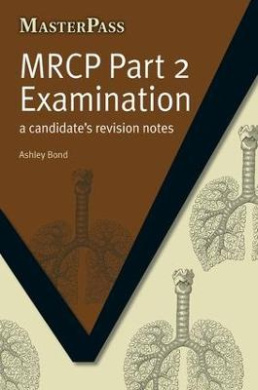 MASTERPASS
MRCP Part 2
Examination
a candidate's revision notes
Ashley Bond